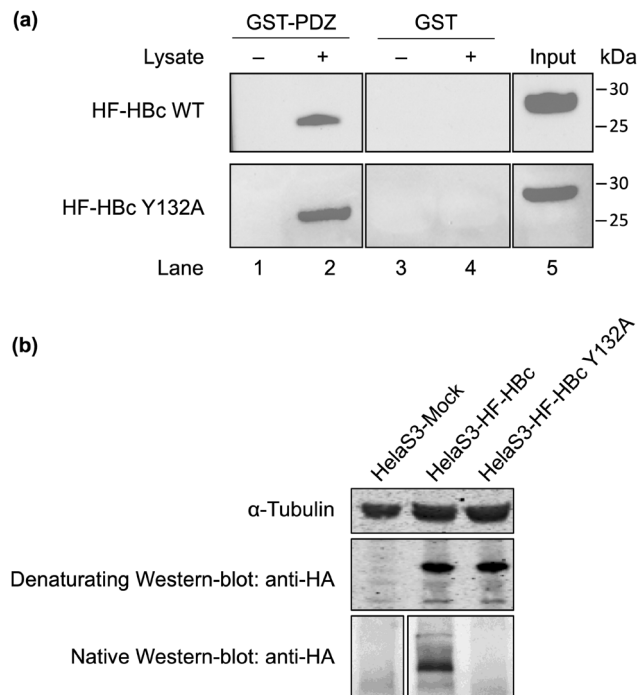 (a)
GST-PDZ GST
Lysate – + – + Input kDa
HF-HBc WT
30
25
HF-HBc Y132A
30
25
Lane 1 2 3 4 5
(b)
HelaS3-Mock
HelaS3-HF-HBc
HelaS3-HF-HBc Y132A
α-Tubulin
Denaturating Western-blot: anti-HA
Native Western-blot: anti-HA